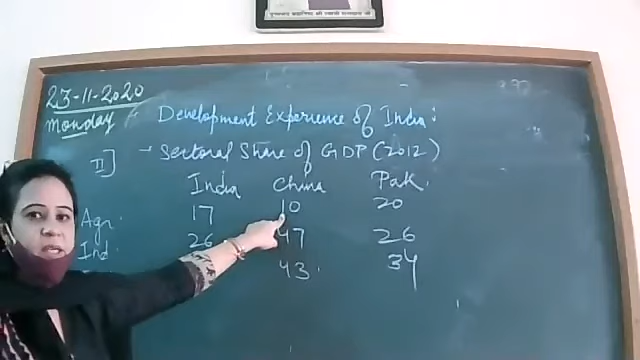 23-11-2020
Monday
Development Experience of India:
II] - Sectoral Share of GDP (2012)
India China Pak.
Agr. 17 10 20
Ind. 26 47 26
43. 34